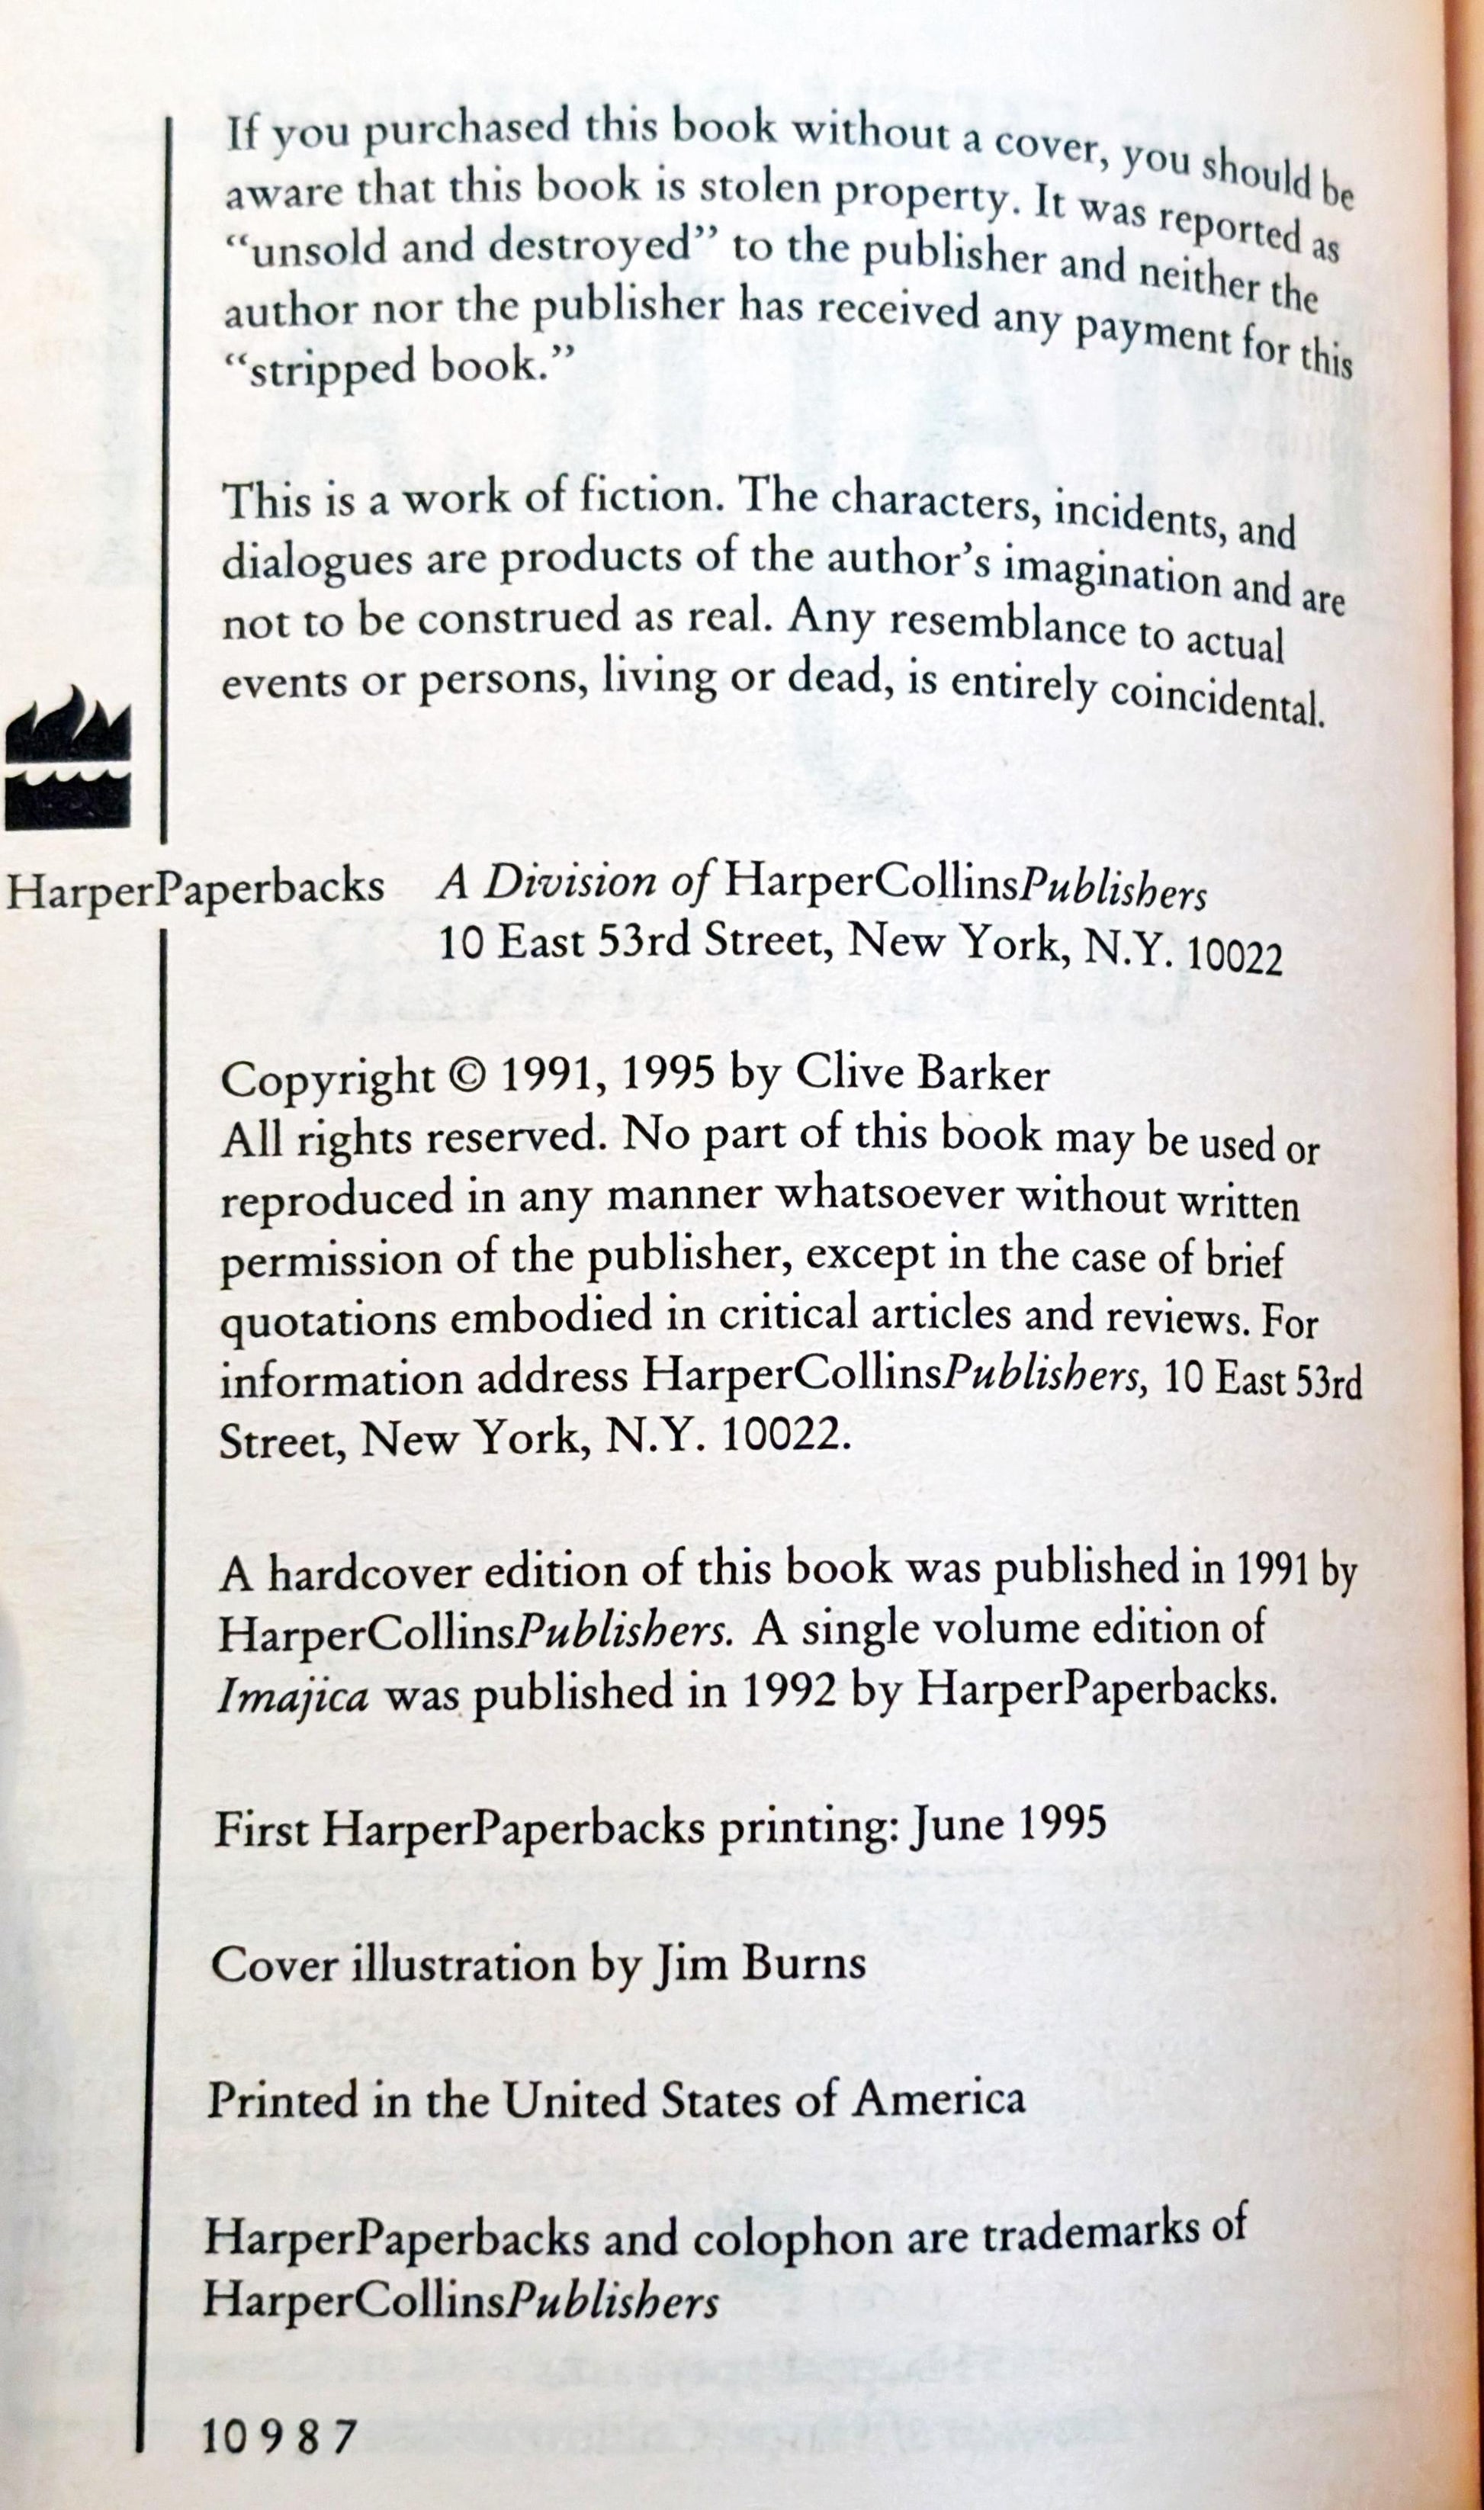 If you purchased this book without a cover, you should be
aware that this book is stolen property. It was reported as
“unsold and destroyed” to the publisher and neither the
author nor the publisher has received any payment for this
“stripped book.”
This is a work of fiction. The characters, incidents, and
dialogues are products of the author’s imagination and are
not to be construed as real. Any resemblance to actual
events or persons, living or dead, is entirely coincidental.
HarperPaperbacks A Division of HarperCollinsPublishers
10 East 53rd Street, New York, N.Y. 10022
Copyright © 1991, 1995 by Clive Barker
All rights reserved. No part of this book may be used or
reproduced in any manner whatsoever without written
permission of the publisher, except in the case of brief
quotations embodied in critical articles and reviews. For
information address HarperCollinsPublishers, 10 East 53rd
Street, New York, N.Y. 10022.
A hardcover edition of this book was published in 1991 by
HarperCollinsPublishers. A single volume edition of
Imajica was published in 1992 by HarperPaperbacks.
First HarperPaperbacks printing: June 1995
Cover illustration by Jim Burns
Printed in the United States of America
HarperPaperbacks and colophon are trademarks of
HarperCollinsPublishers
10 9 8 7